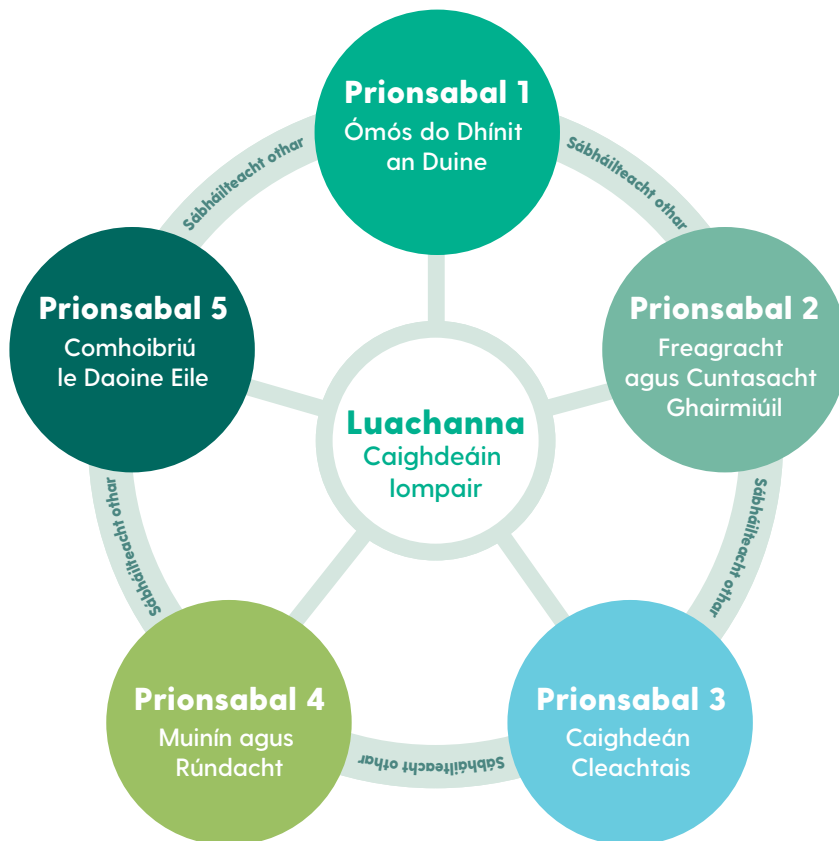 Prionsabal 1
Ómós do Dhínit
an Duine
Sábháilteacht othar
Prionsabal 2
Freagracht
agus Cuntasacht
Ghairmiúil
Sábháilteacht othar
Prionsabal 3
Caighdeán
Cleachtais
Sábháilteacht othar
Prionsabal 4
Muinín agus
Rúndacht
Sábháilteacht othar
Prionsabal 5
Comhoibriú
le Daoine Eile
Sábháilteacht othar
Luachanna
Caighdeáin
Iompair